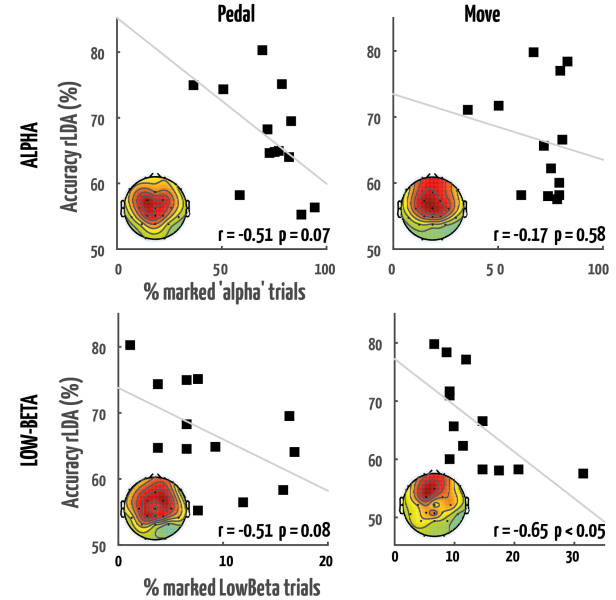 Pedal Move
ALPHA
Accuracy rLDA (%)
80
70
60
50
r = -0.51 p = 0.07
0 50 100
80
70
60
50
r = -0.17 p = 0.58
0 50 100
% marked 'alpha' trials
LOW-BETA
Accuracy rLDA (%)
80
70
60
50
r = -0.51 p = 0.08
0 10 20
80
70
60
50
r = -0.65 p < 0.05
0 10 20 30
% marked LowBeta trials